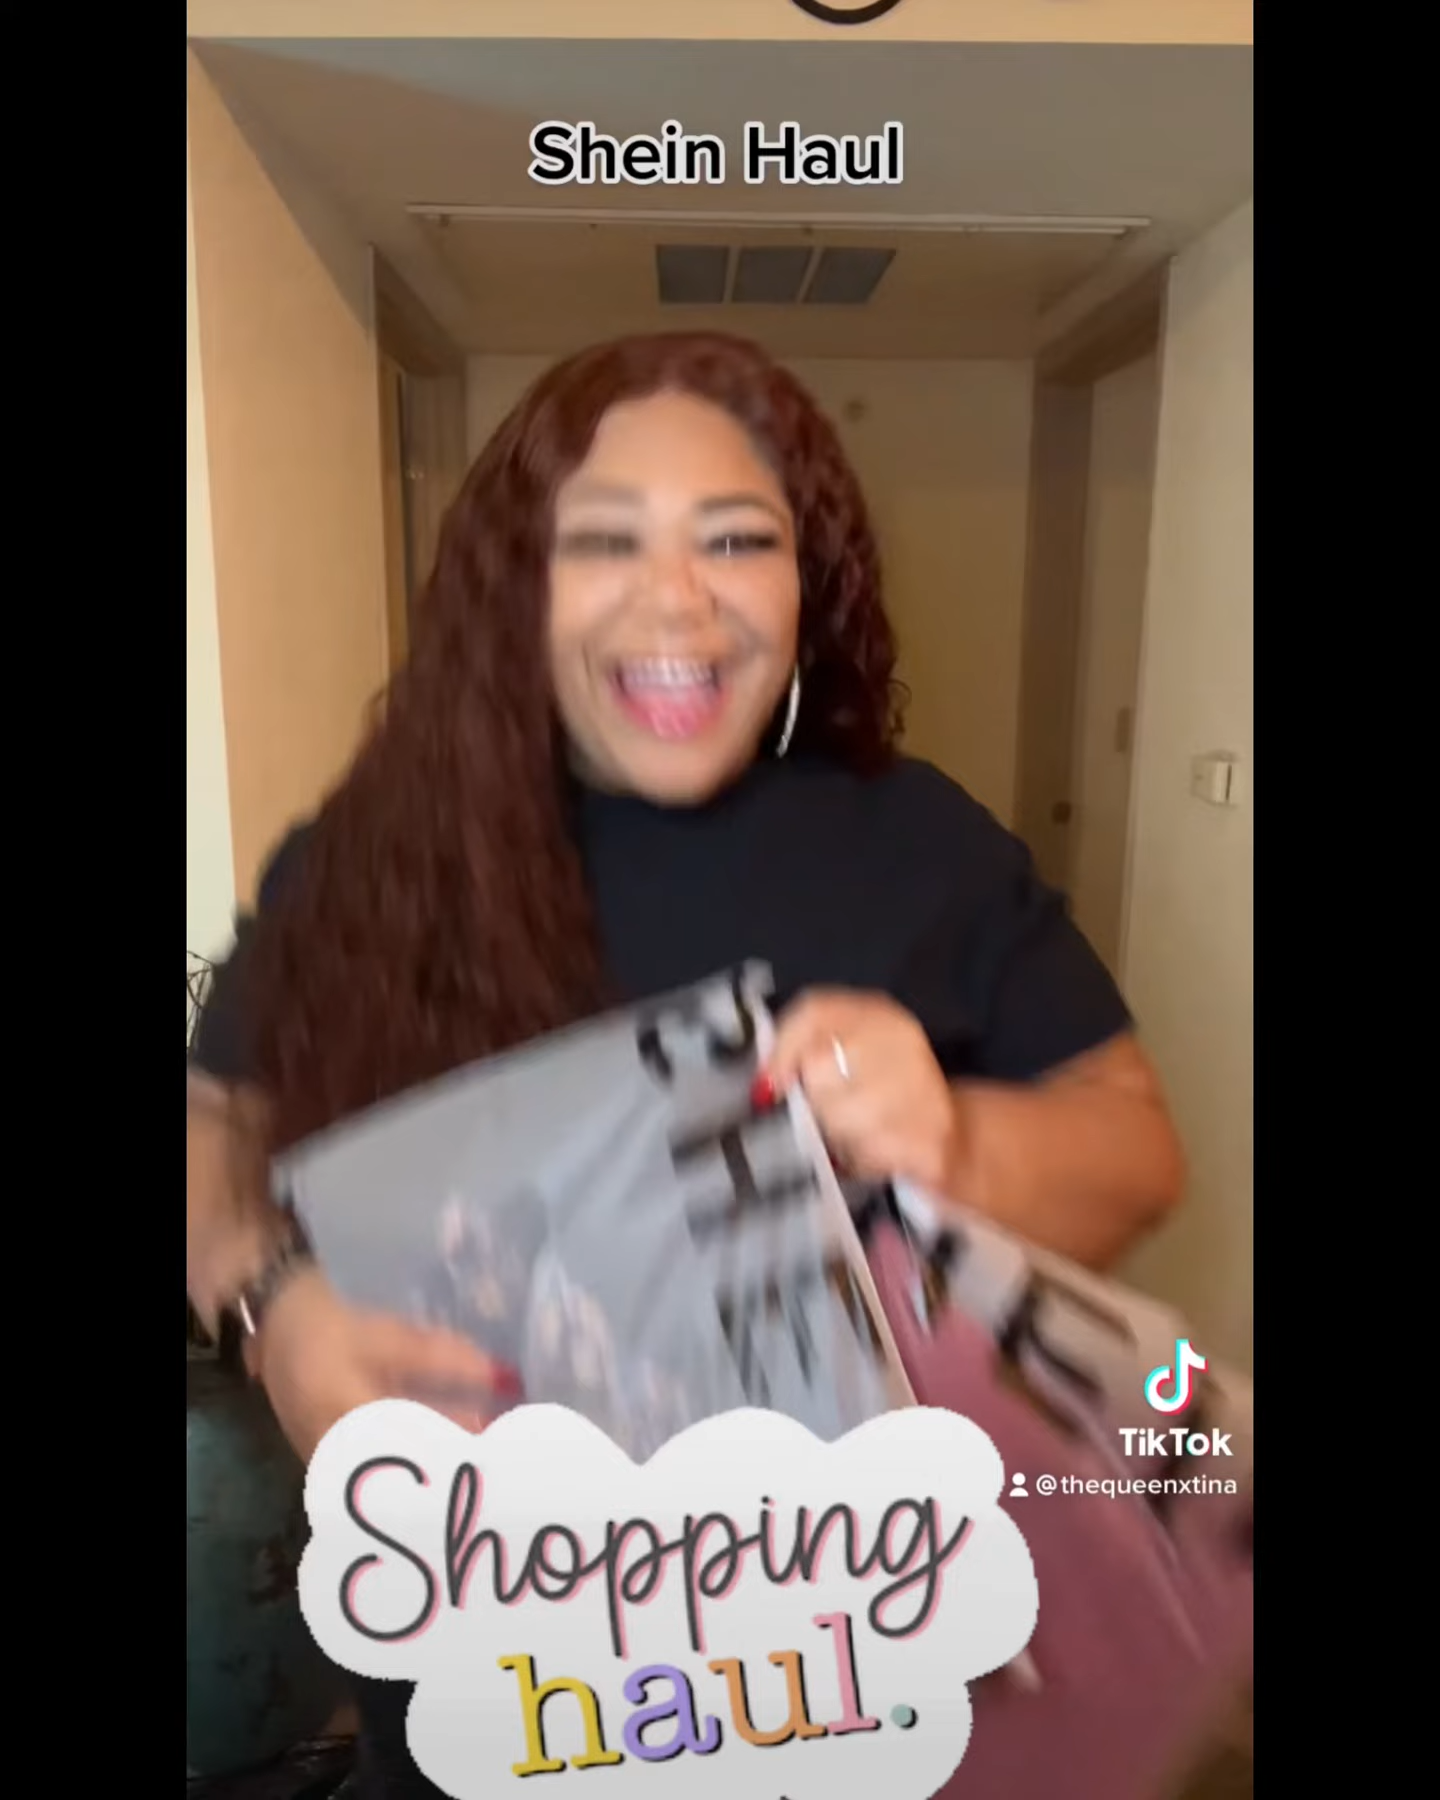 Shein Haul
TikTok
@thequeenxtina
Shopping
haul.